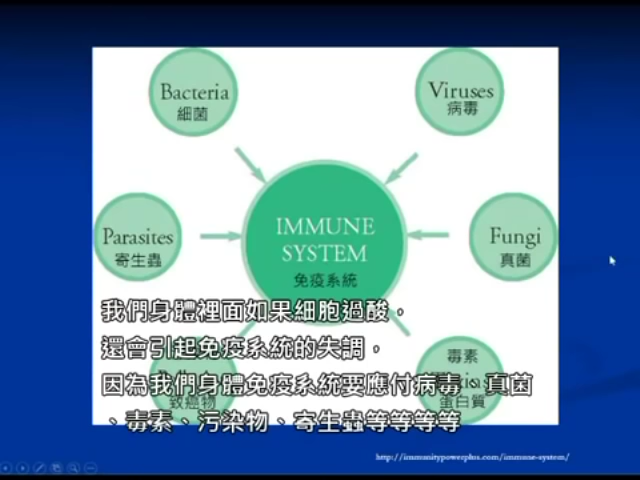 Bacteria
細菌
Viruses
病毒
IMMUNE
SYSTEM
免疫系統
Parasites
寄生蟲
Fungi
真菌
我們身體裡面如果細胞過酸，
還會引起免疫系統的失調，
因為我們身體免疫系統要應付病毒、真菌
、毒素、污染物、寄生蟲等等等等
毒素
蛋白質
致癌物
http://immunitypowerplus.com/immune-system/